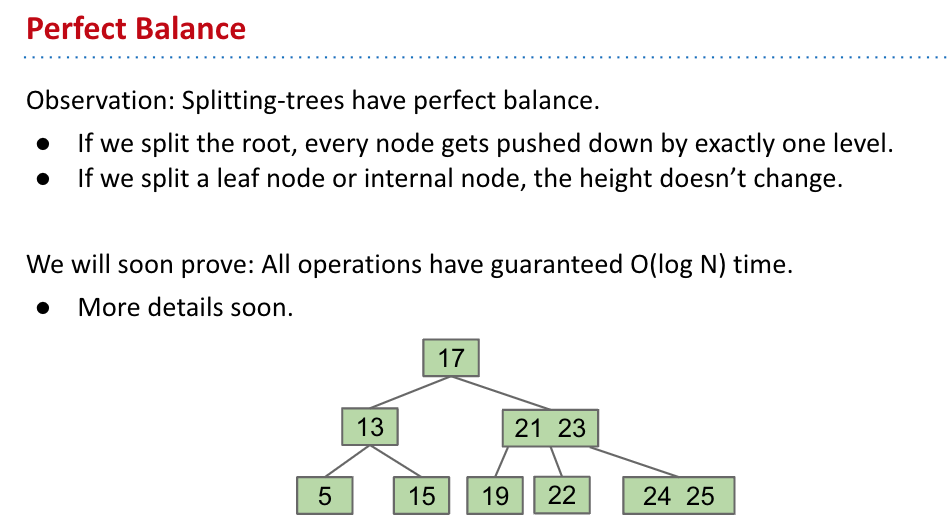 Perfect Balance
Observation: Splitting-trees have perfect balance.
● If we split the root, every node gets pushed down by exactly one level.
● If we split a leaf node or internal node, the height doesn’t change.
We will soon prove: All operations have guaranteed O(log N) time.
● More details soon.
17
13 21 23
5 15 19 22 24 25